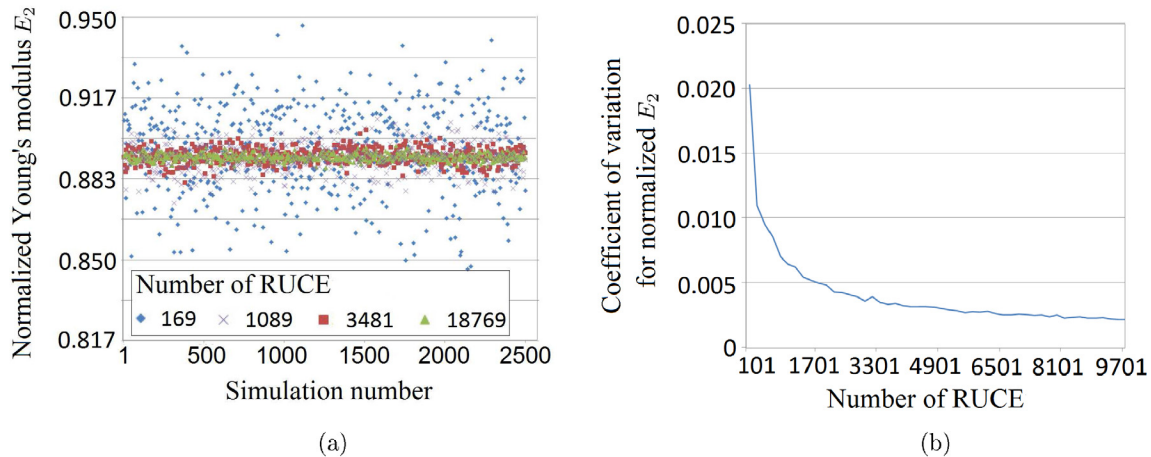 Normalized Young's modulus E₂
0.950
0.917
0.883
0.850
0.817
Number of RUCE
169 1089 3481 18769
1 500 1000 1500 2000 2500
Simulation number
(a)
Coefficient of variation
for normalized E₂
0.025
0.020
0.015
0.010
0.005
0
101 1701 3301 4901 6501 8101 9701
Number of RUCE
(b)